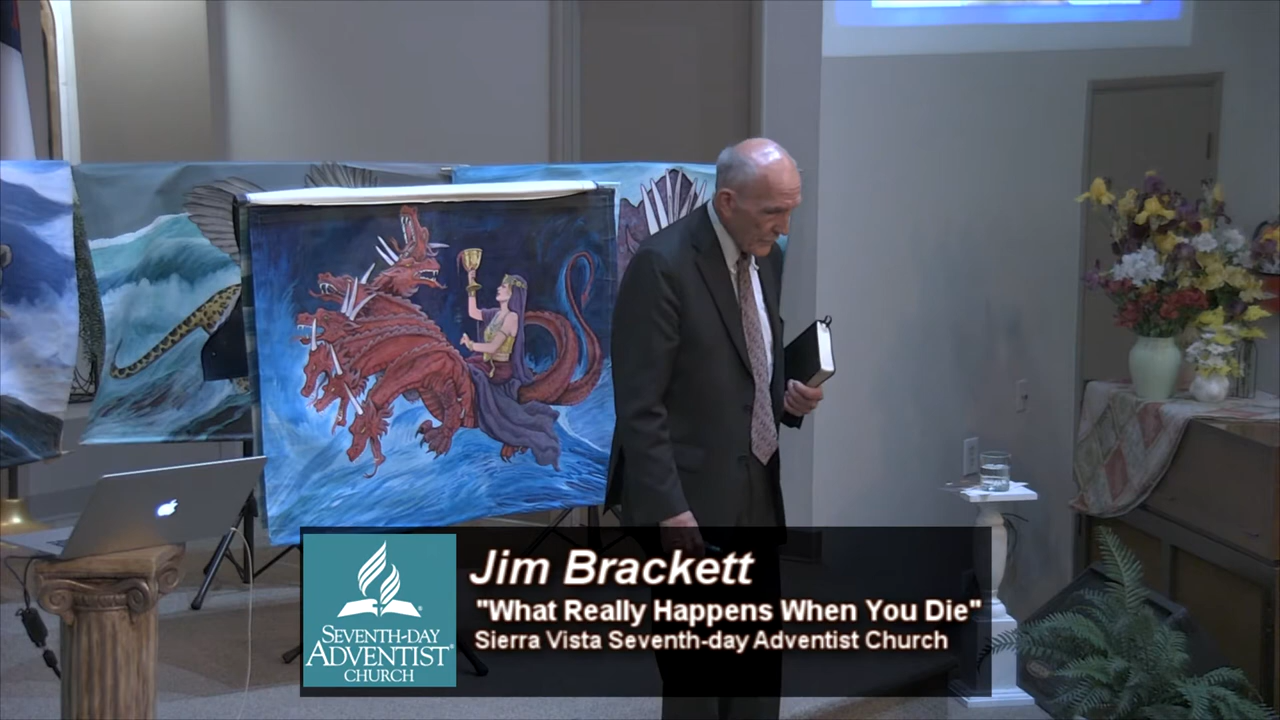 Jim Brackett
"What Really Happens When You Die"
Sierra Vista Seventh-day Adventist Church
SEVENTH-DAY
ADVENTIST®
CHURCH